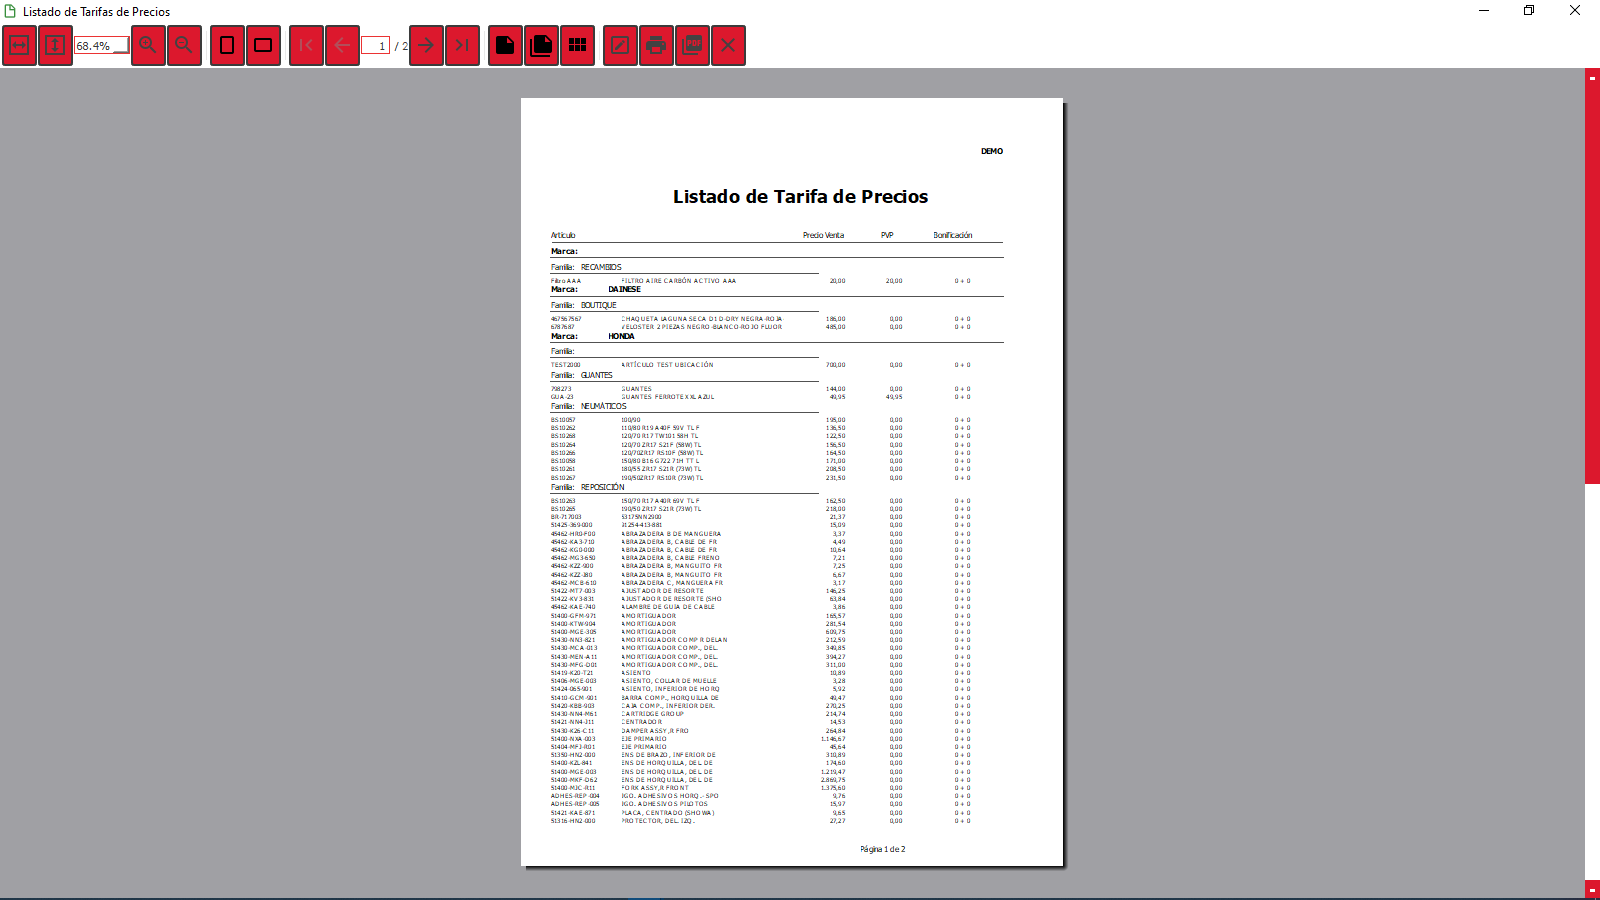 Listado de Tarifas de Precios
68.4% 1 / 2
DEMO
Listado de Tarifa de Precios
Artículo Precio Venta PVP Bonificación
Marca:
Familia: RECAMBIOS
Filtro AAA FILTRO AIRE CARBÓN ACTIVO AAA 20,00 20,00 0 + 0
Marca: DAINESE
Familia: BOUTIQUE
467567567 CHAQUETA LAGUNA SECA D1 D-DRY NEGRA-ROJA 186,00 0,00 0 + 0
6787687 VELOSTER 2 PIEZAS NEGRO-BLANCO-ROJO FLUOR 485,00 0,00 0 + 0
Marca: HONDA
Familia:
TEST2000 ARTÍCULO TEST UBICACIÓN 700,00 0,00 0 + 0
Familia: GUANTES
798273 GUANTES 144,00 0,00 0 + 0
GUA-23 GUANTES FERROTEXXL AZUL 49,95 49,95 0 + 0
Familia: NEUMÁTICOS
BS10057 100/90 195,00 0,00 0 + 0
BS10262 110/80 R19 A40F 59V TL F 136,50 0,00 0 + 0
BS10268 120/70 R17 TW101 58H TL 122,50 0,00 0 + 0
BS10264 120/70 ZR17 S21F (58W) TL 156,50 0,00 0 + 0
BS10266 120/70ZR17 RS10F (58W) TL 164,50 0,00 0 + 0
BS10058 150/80 B16 G722 71H TT L 171,00 0,00 0 + 0
BS10261 180/55 ZR17 S21R (73W) TL 208,50 0,00 0 + 0
BS10267 190/50ZR17 RS10R (73W) TL 231,50 0,00 0 + 0
Familia: REPOSICIÓN
BS10263 150/70 R17 A40R 69V TL F 162,50 0,00 0 + 0
BS10265 190/50 ZR17 S21R (73W) TL 218,00 0,00 0 + 0
BR-717003 53175NN2900 21,37 0,00 0 + 0
51425-369-000 91254-413-881 15,09 0,00 0 + 0
45462-HR0-F00 ABRAZADERA B DE MANGUERA 3,37 0,00 0 + 0
45462-KA3-710 ABRAZADERA B, CABLE DE FR 4,49 0,00 0 + 0
45462-KG0-000 ABRAZADERA B, CABLE DE FR 10,64 0,00 0 + 0
45462-MG3-650 ABRAZADERA B, CABLE FRENO 7,21 0,00 0 + 0
45462-KZZ-900 ABRAZADERA B, MANGUITO FR 7,25 0,00 0 + 0
45462-KZZ-J80 ABRAZADERA B, MANGUITO FR 6,67 0,00 0 + 0
45462-MCB-610 ABRAZADERA C, MANGUERA FR 3,17 0,00 0 + 0
51422-MT7-003 AJUSTADOR DE RESORTE 146,25 0,00 0 + 0
51422-KV3-831 AJUSTADOR DE RESORTE (SHO 63,84 0,00 0 + 0
45462-KAE-740 ALAMBRE DE GUIA DE CABLE 3,86 0,00 0 + 0
51400-GFM-971 AMORTIGUADOR 165,57 0,00 0 + 0
51400-KTW-904 AMORTIGUADOR 281,54 0,00 0 + 0
51400-MGE-305 AMORTIGUADOR 609,75 0,00 0 + 0
51430-NN3-821 AMORTIGUADOR COMP R DELAN 212,59 0,00 0 + 0
51430-MCA-013 AMORTIGUADOR COMP., DEL. 349,85 0,00 0 + 0
51430-MEN-A11 AMORTIGUADOR COMP., DEL. 394,27 0,00 0 + 0
51430-MFG-D01 AMORTIGUADOR COMP., DEL. 311,00 0,00 0 + 0
51419-K20-T21 ASIENTO 10,89 0,00 0 + 0
51406-MGE-003 ASIENTO, COLLAR DE MUELLE 3,28 0,00 0 + 0
51424-065-901 ASIENTO, INFERIOR DE HORQ 5,92 0,00 0 + 0
51410-GCM-901 BARRA COMP., HORQUILLA DE 49,47 0,00 0 + 0
51420-KBB-903 CAJA COMP., INFERIOR DER. 270,25 0,00 0 + 0
51430-NN4-M61 CARTRIDGE GROUP 214,74 0,00 0 + 0
51421-NN4-J11 CENTRADOR 14,53 0,00 0 + 0
51430-K26-C11 DAMPER ASSY,R FRO 264,84 0,00 0 + 0
51400-NXA-003 EJE PRIMARIO 1.146,67 0,00 0 + 0
51404-MFJ-R01 EJE PRIMARIO 45,64 0,00 0 + 0
51350-HN2-000 ENS DE BRAZO, INFERIOR DE 310,89 0,00 0 + 0
51400-KZL-841 ENS DE HORQUILLA, DEL. DE 174,60 0,00 0 + 0
51400-MGE-003 ENS DE HORQUILLA, DEL. DE 1.219,47 0,00 0 + 0
51400-MKF-D62 ENS DE HORQUILLA, DEL. DE 2.869,75 0,00 0 + 0
51400-MJC-R11 FORK ASSY,R FRONT 1.375,60 0,00 0 + 0
ADHES-REP-004 JGO. ADHESIVOS HORQ.- SPO 9,76 0,00 0 + 0
ADHES-REP-005 JGO. ADHESIVOS PILOTOS 15,97 0,00 0 + 0
51421-KAE-871 PLACA, CENTRADO (SHOWA) 9,65 0,00 0 + 0
51316-HN2-000 PROTECTOR, DEL. IZQ. 27,27 0,00 0 + 0
Página 1 de 2